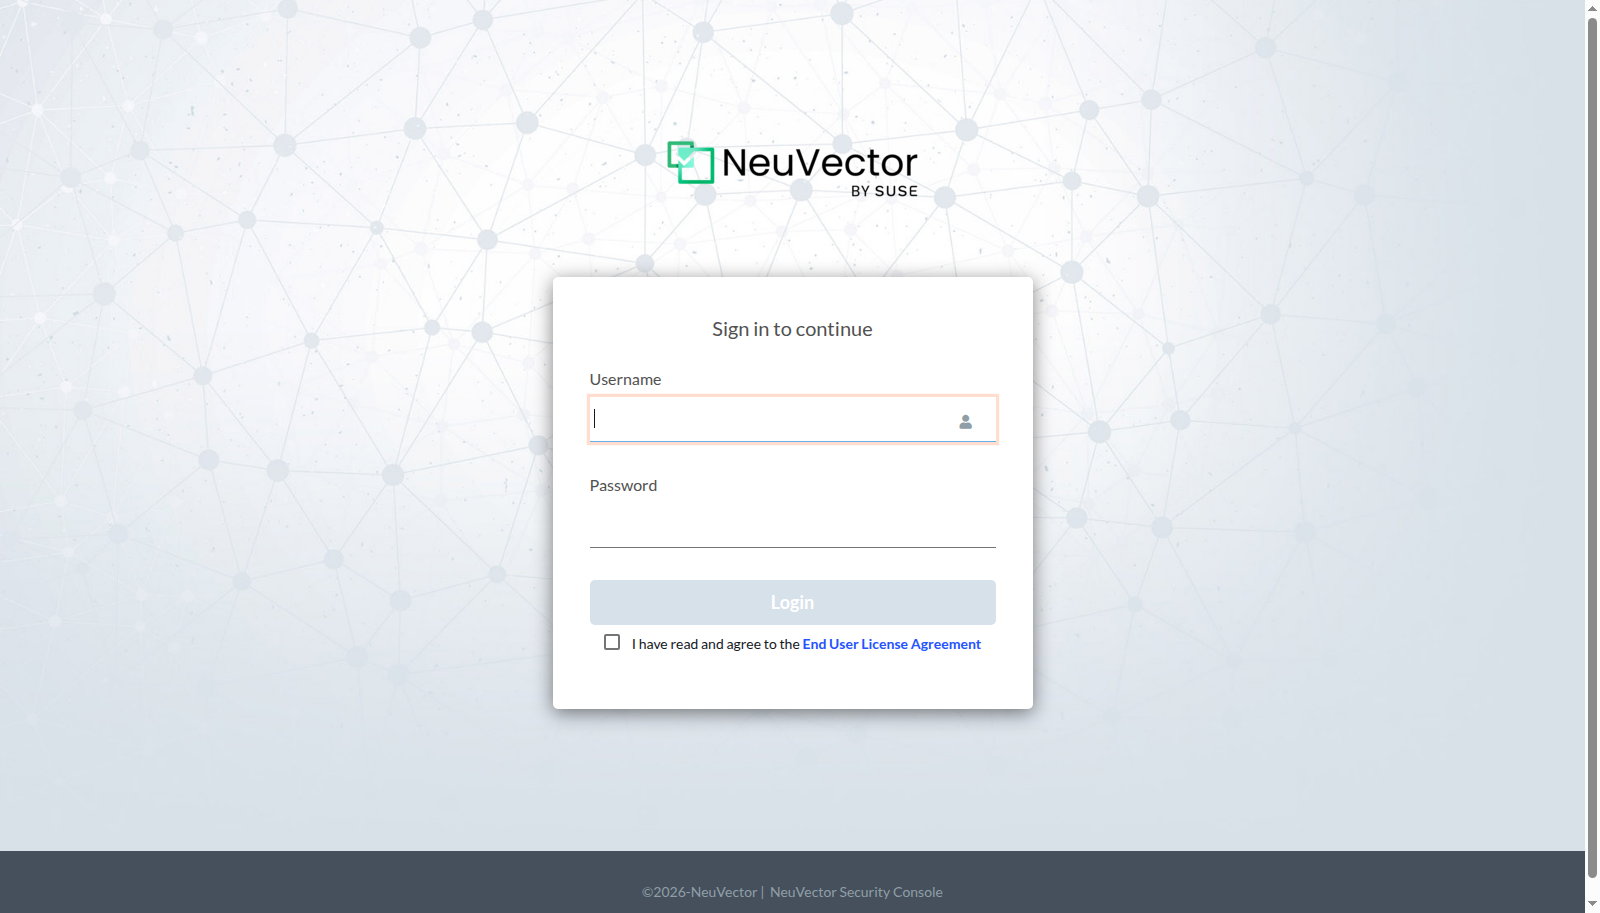 NeuVector
BY SUSE
Sign in to continue
Username
Password
Login
I have read and agree to the End User License Agreement
©2026-NeuVector | NeuVector Security Console